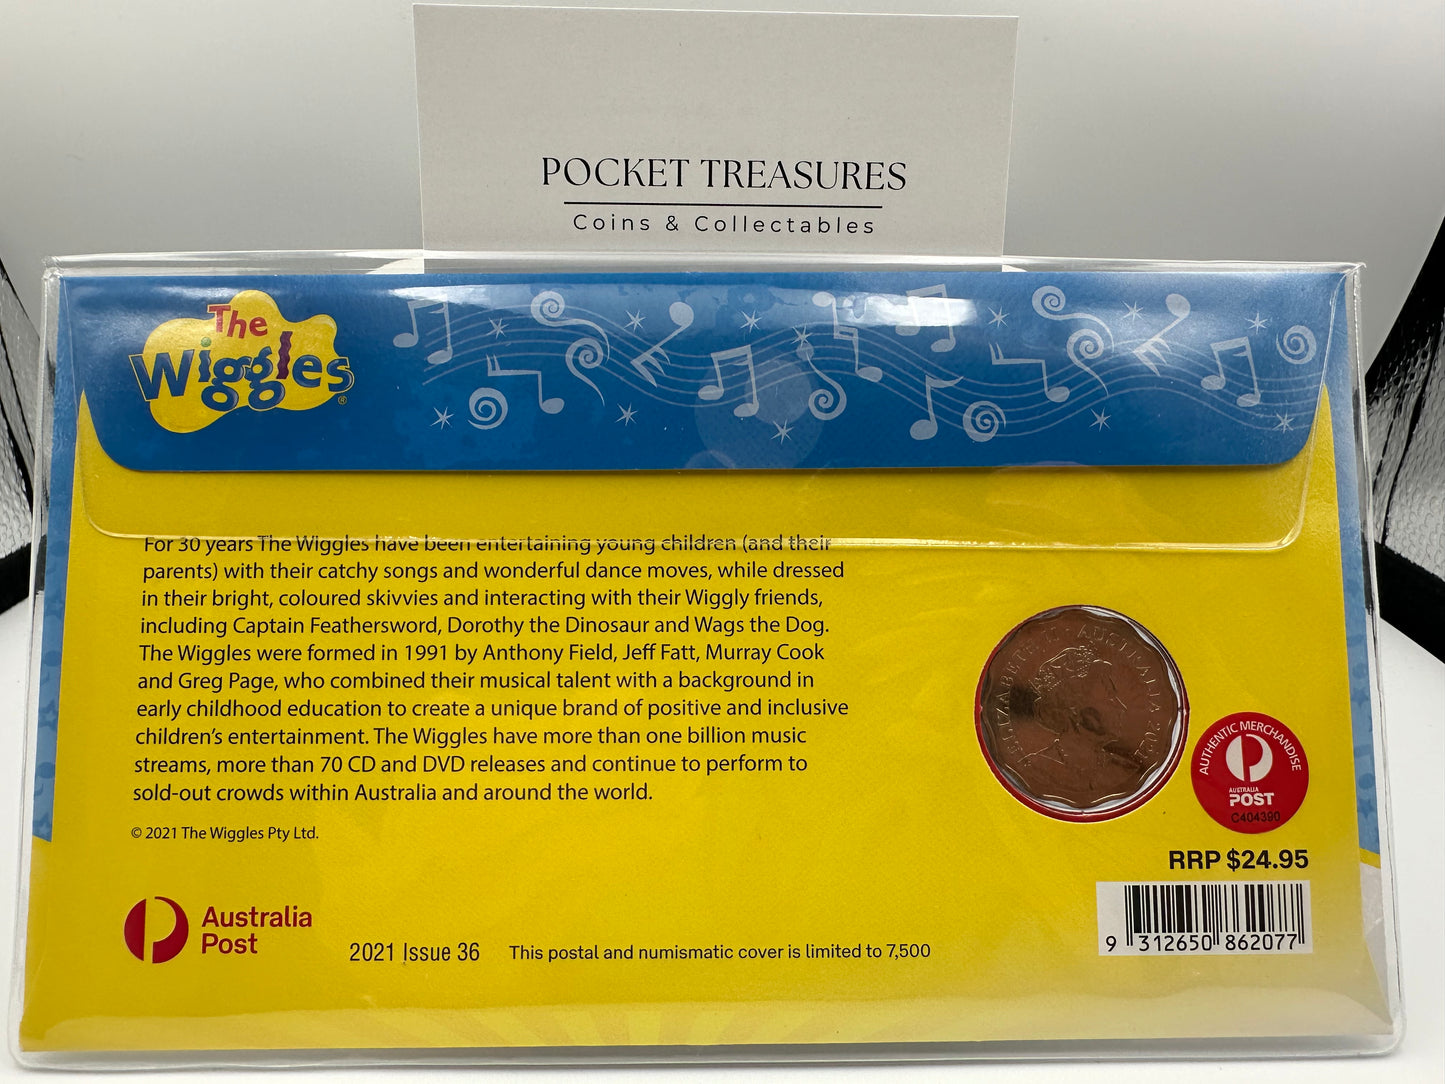 POCKET TREASURES
Coins & Collectables
The
Wiggles
®
For 30 years The Wiggles have been entertaining young children (and their
parents) with their catchy songs and wonderful dance moves, while dressed
in their bright, coloured skivvies and interacting with their Wiggly friends,
including Captain Feathersword, Dorothy the Dinosaur and Wags the Dog.
The Wiggles were formed in 1991 by Anthony Field, Jeff Fatt, Murray Cook
and Greg Page, who combined their musical talent with a background in
early childhood education to create a unique brand of positive and inclusive
children's entertainment. The Wiggles have more than one billion music
streams, more than 70 CD and DVD releases and continue to perform to
sold-out crowds within Australia and around the world.
© 2021 The Wiggles Pty Ltd.
ELIZABETH II AUSTRALIA 2021
AUTHENTIC MERCHANDISE
AUSTRALIA
POST
C404390
RRP $24.95
9 312650 862077
Australia
Post
2021 Issue 36
This postal and numismatic cover is limited to 7,500